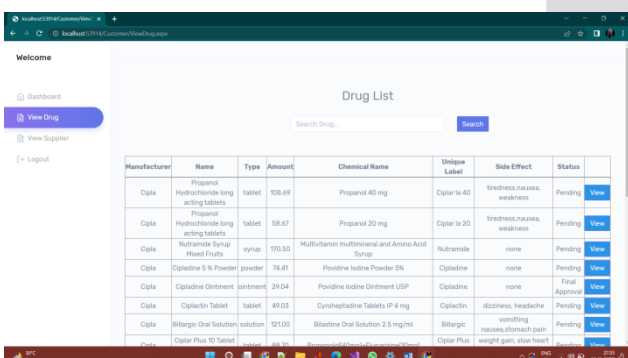 localhost:53914/Customer/View
localhost:53914/Customer/ViewDrug.aspx
Welcome
Dashboard
View Drug
View Supplier
Logout
Drug List
Search Drug...
Search
Manufacturer Name Type Amount Chemical Name Unique Label Side Effect Status
Cipla Propanol Hydrochloride long acting tablets tablet 108.69 Propanol 40 mg Ciplar la 40 tiredness,nausea, weakness Pending View
Cipla Propanol Hydrochloride long acting tablets tablet 58.67 Propanol 20 mg Ciplar la 20 tiredness,nausea, weakness Pending View
Cipla Nutramide Syrup Mixed Fruits syrup 170.50 Multivitamin multimineral and Amino Acid Syrup Nutramide none Pending View
Cipla Cipladine 5 % Powder powder 74.41 Povidine Iodine Powder 5% Cipladine none Pending View
Cipla Cipladine Ointment ointment 29.04 Povidine Iodine Ointment USP Cipladine none Final Approval View
Cipla Ciplactin Tablet tablet 49.03 Cyroheptadine Tablets IP 4 mg Ciplactin dizziness, headache Pending View
Cipla Billargic Oral Solution solution 121.00 Bilastine Oral Solution 2.5 mg/ml Billargic vomitting nausea,stomach pain Pending View
Ciplar Plus 10 Tablet tablet 88.70 Ciplar Plus weight gain, slow heart Pending View
30°C
ENG
21:55